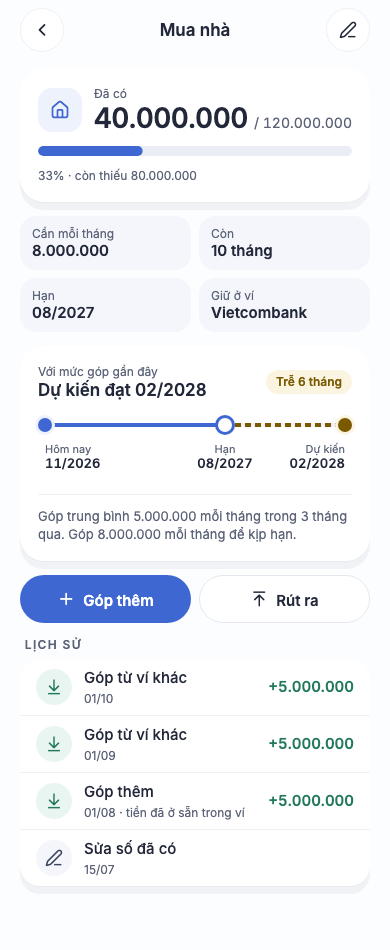 Mua nhà
Đã có
40.000.000 / 120.000.000
33% · còn thiếu 80.000.000
Cần mỗi tháng
8.000.000
Còn
10 tháng
Hạn
08/2027
Giữ ở ví
Vietcombank
Với mức góp gần đây
Dự kiến đạt 02/2028
Trễ 6 tháng
Hôm nay
11/2026
Hạn
08/2027
Dự kiến
02/2028
Góp trung bình 5.000.000 mỗi tháng trong 3 tháng
qua. Góp 8.000.000 mỗi tháng để kịp hạn.
Góp thêm
Rút ra
LỊCH SỬ
Góp từ ví khác
01/10
+5.000.000
Góp từ ví khác
01/09
+5.000.000
Góp thêm
01/08 · tiền đã ở sẵn trong ví
+5.000.000
Sửa số đã có
15/07